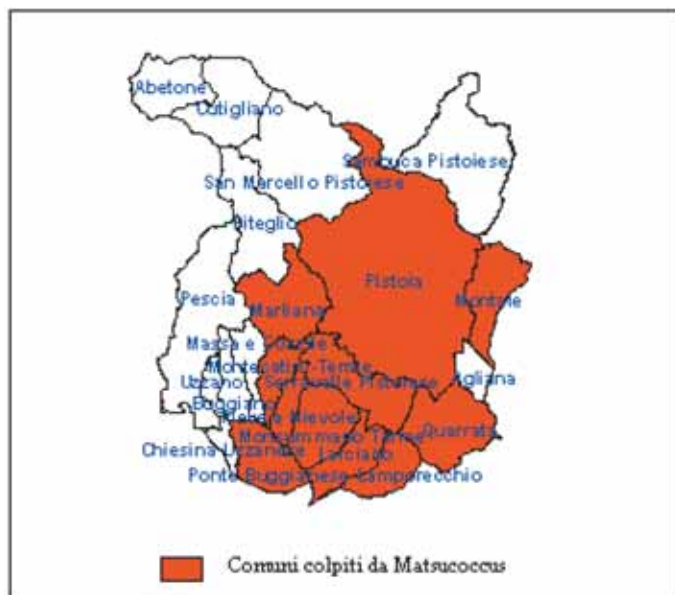 Abetone
Cutigliano
Sambuca Pistoiese
San Marcello Pistoiese
Piteglio
Pistoia
Pescia
Marliana
Montale
Massa e Cozzile
Montecatini-Terme
Uzzano
Serravalle Pistoiese
Agliana
Buggiano
Pieve a Nievole
Quarrata
Monsummano Terme
Chiesina Uzzanese
Larciano
Ponte Buggianese
Lamporecchio
Comuni colpiti da Matsucoccus